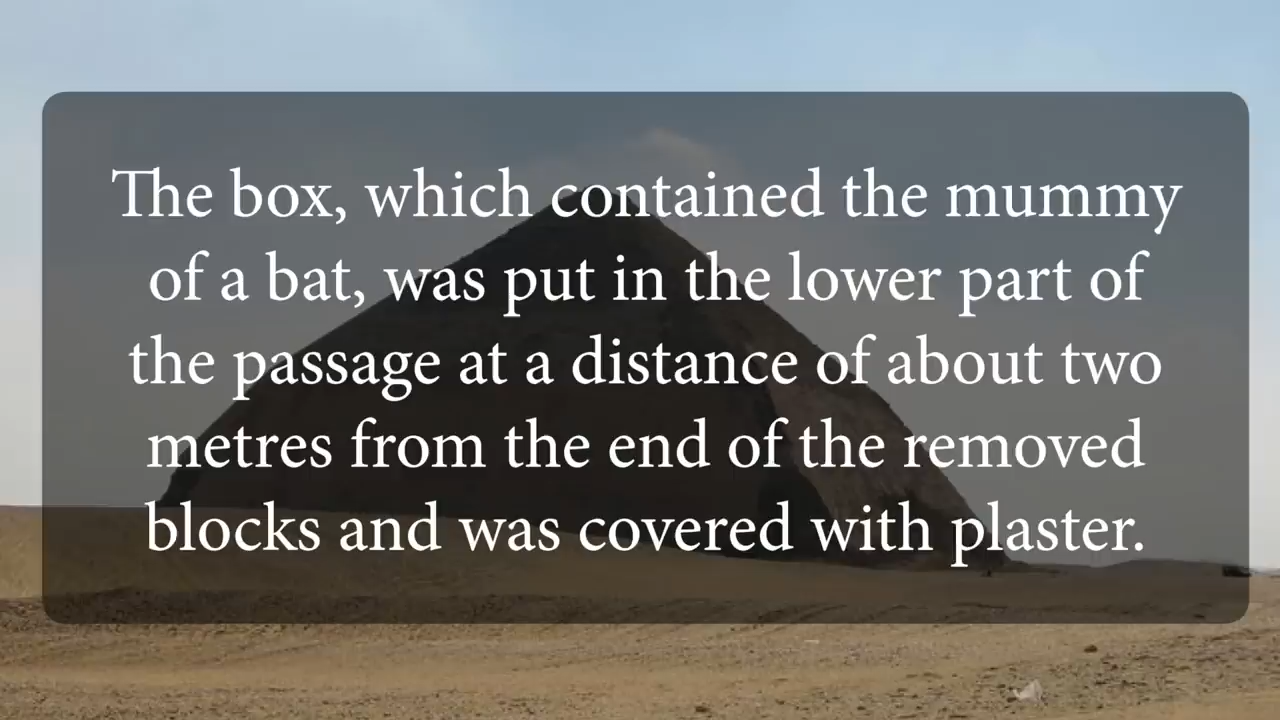 The box, which contained the mummy
of a bat, was put in the lower part of
the passage at a distance of about two
metres from the end of the removed
blocks and was covered with plaster.